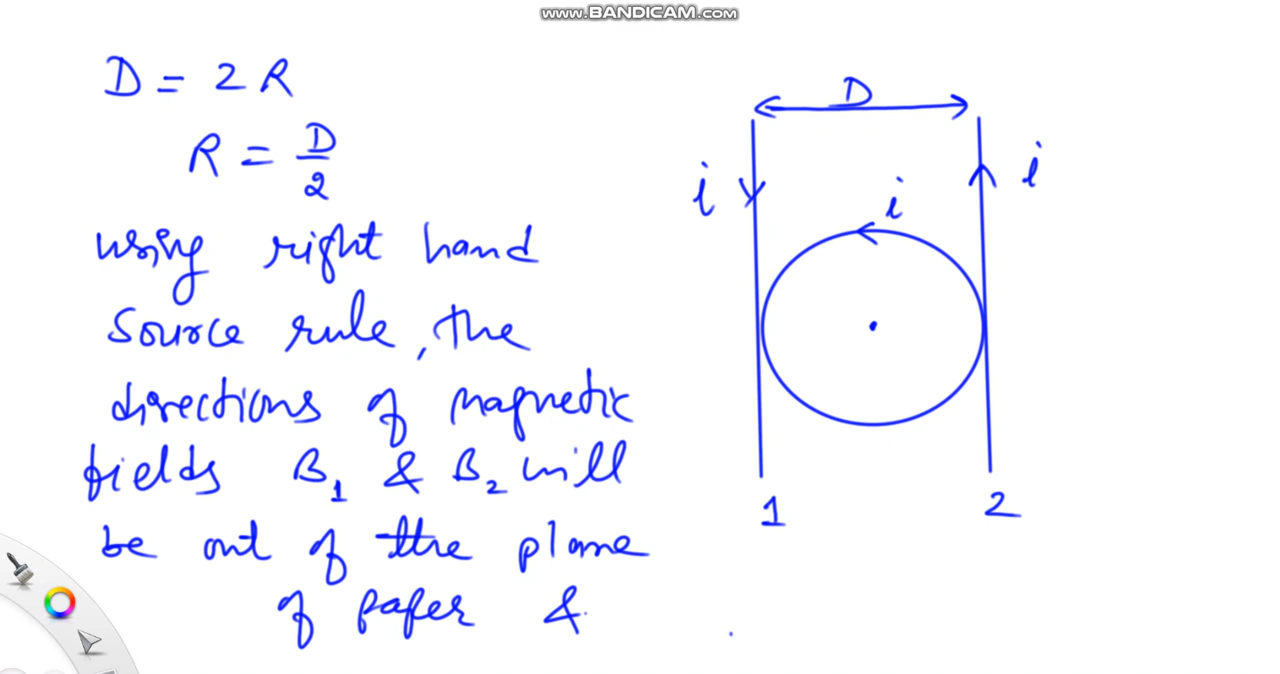 www.BANDICAM.com
D = 2R
R = D/2
using right hand
source rule, the
directions of magnetic
fields B₁ & B₂ will
be out of the plane
of paper &
D
i
i
i
1
2